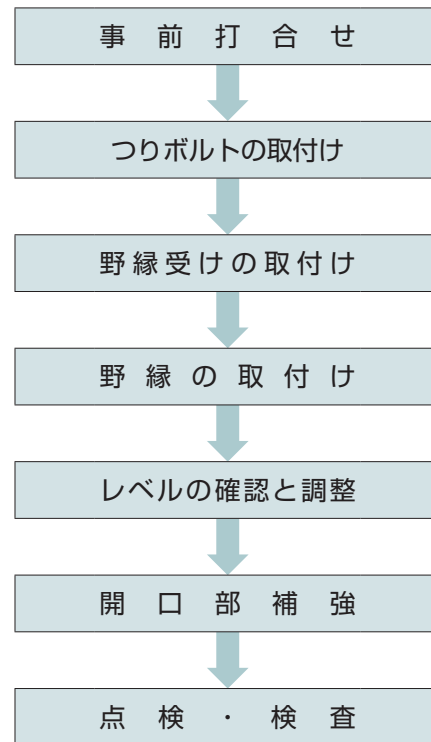 事前打合せ
つりボルトの取付け
野縁受けの取付け
野縁の取付け
レベルの確認と調整
開口部補強
点検・検査